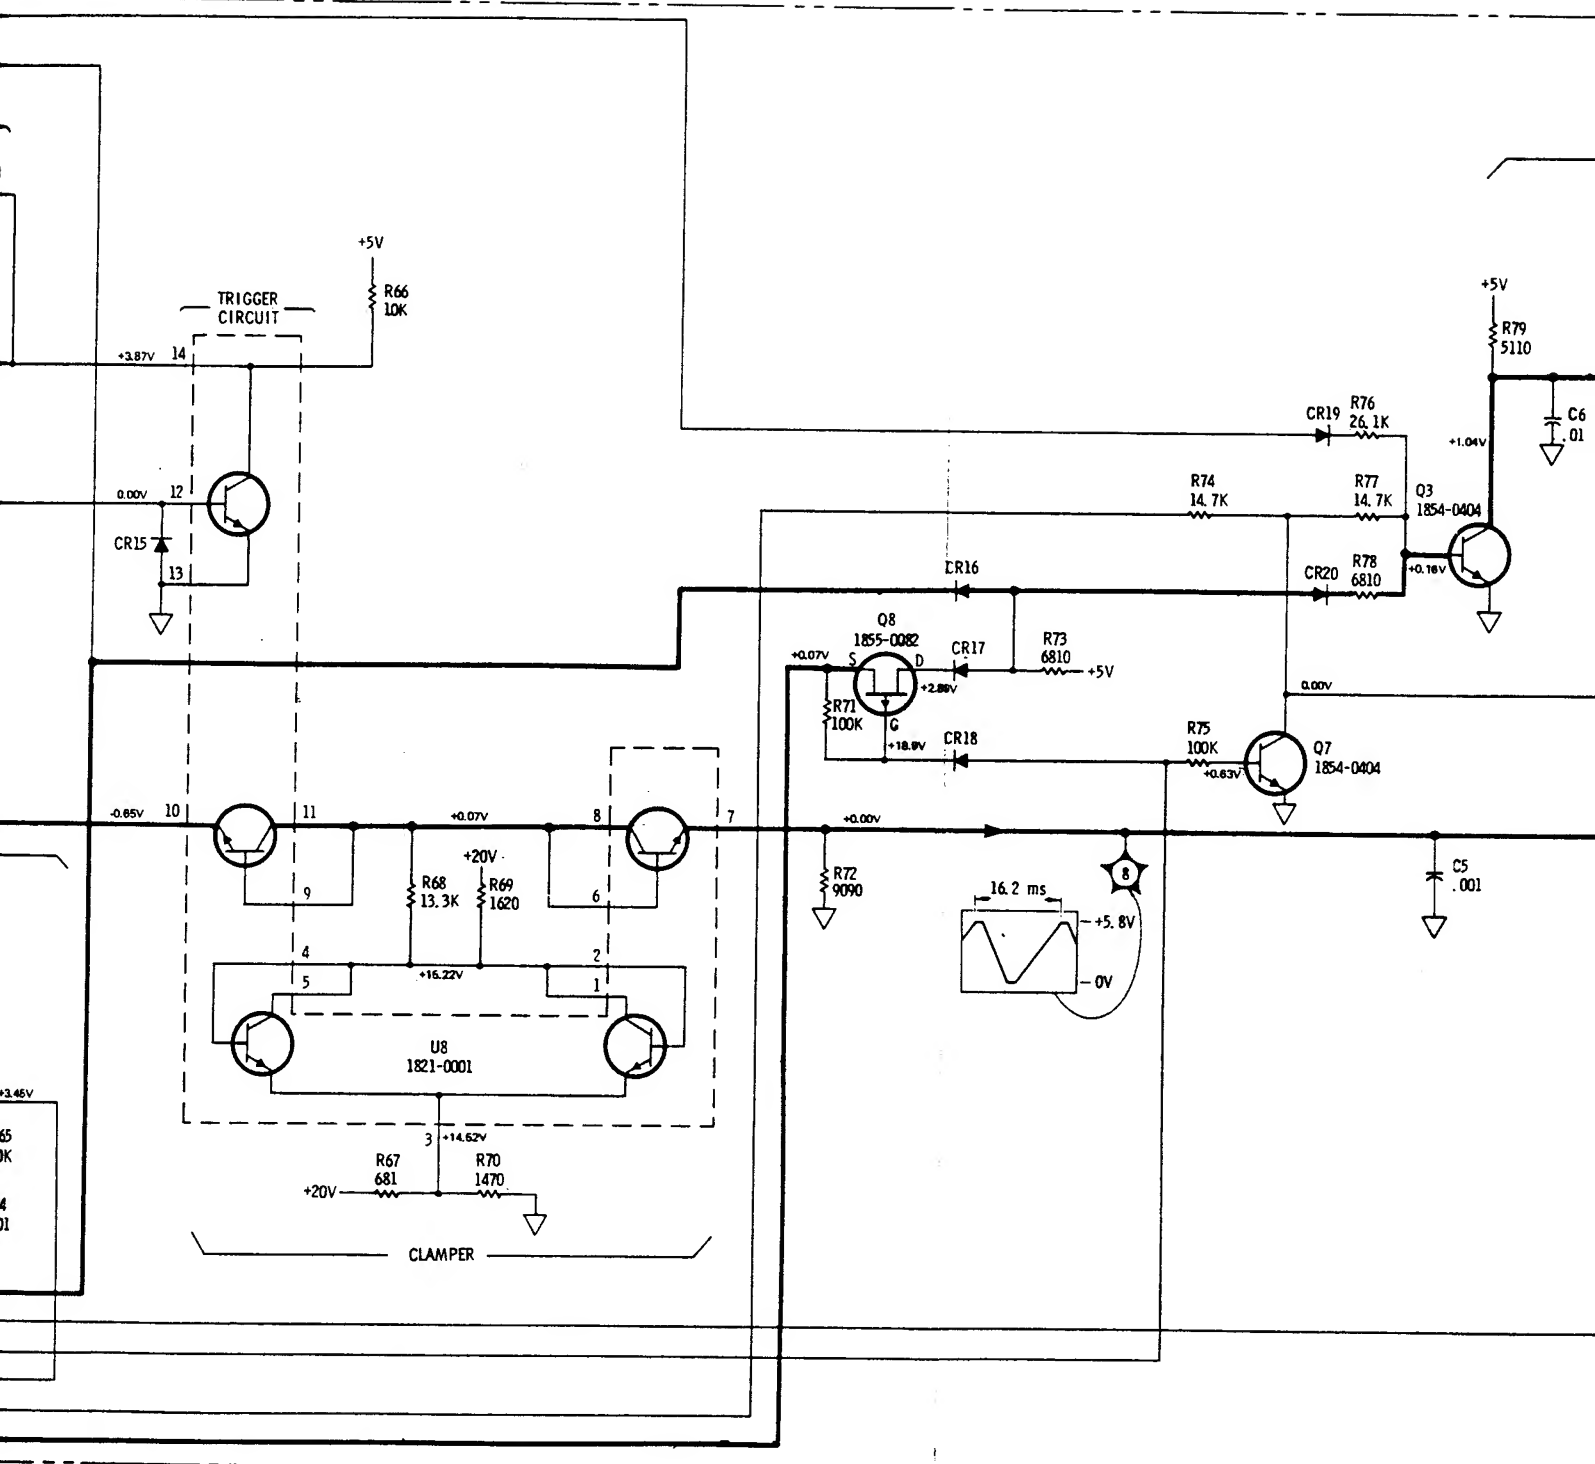 +5V
R66
10K
TRIGGER
CIRCUIT
+3.87V
14
0.00V
12
CR15
13
+5V
R79
5110
C6
.01
+1.04V
CR19
R76
26.1K
R74
14.7K
R77
14.7K
Q3
1854-0404
+0.16V
CR20
R78
6810
CR16
Q8
1855-0082
+0.07V
S
D
CR17
R73
6810
+5V
+2.89V
R71
100K
G
+18.9V
CR18
R75
100K
+0.63V
Q7
1854-0404
0.00V
-0.65V
10
11
+0.07V
8
7
+0.00V
9
R68
13.3K
+20V
R69
1620
6
R72
9090
8
16.2 ms
+5.8V
0V
C5
.001
4
5
+16.22V
2
1
U8
1821-0001
3
+14.52V
R67
681
R70
1470
+20V
CLAMPER
+3.45V
65
0K
4
01